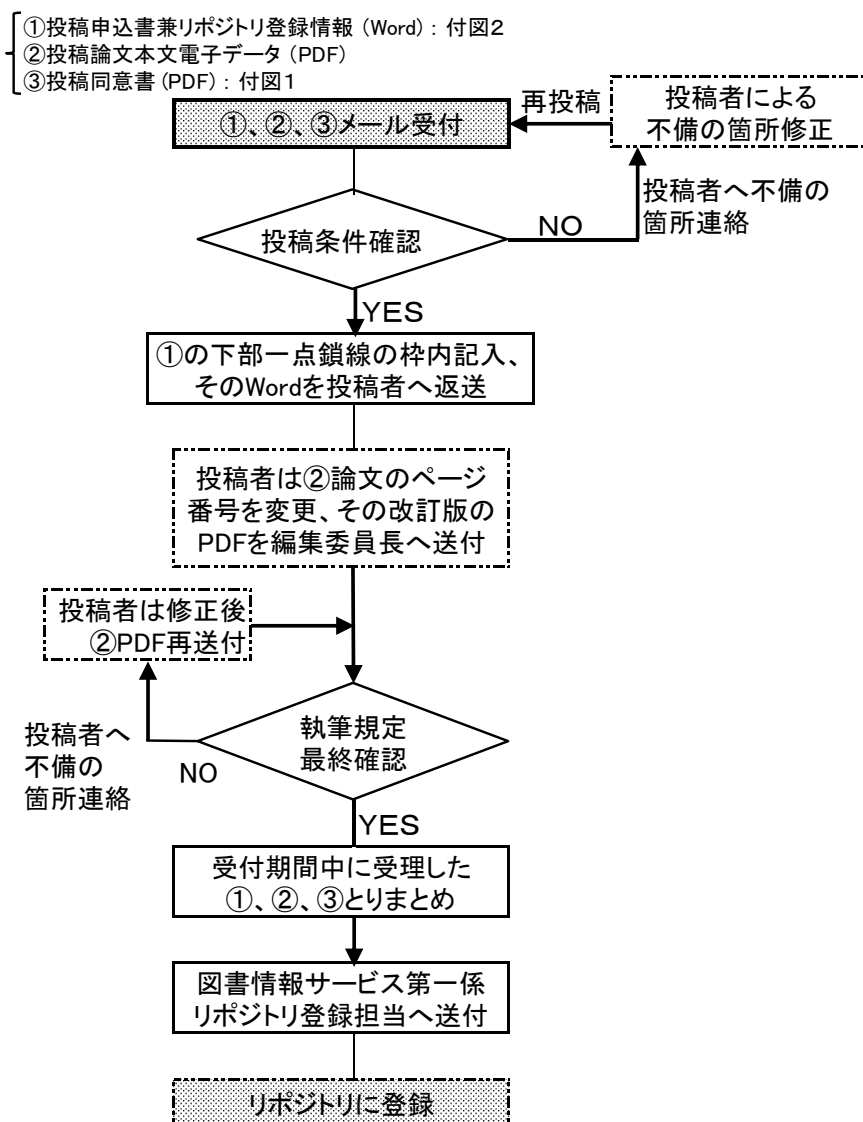 ①投稿申込書兼リポジトリ登録情報 (Word) : 付図2
②投稿論文本文電子データ (PDF)
③投稿同意書 (PDF) : 付図1
①、②、③メール受付
再投稿
投稿者による
不備の箇所修正
投稿者へ不備の
箇所連絡
投稿条件確認
NO
YES
①の下部一点鎖線の枠内記入、
そのWordを投稿者へ返送
投稿者は②論文のページ
番号を変更、その改訂版の
PDFを編集委員長へ送付
投稿者は修正後
②PDF再送付
執筆規定
最終確認
投稿者へ
不備の
箇所連絡
NO
YES
受付期間中に受理した
①、②、③とりまとめ
図書情報サービス第一係
リポジトリ登録担当へ送付
リポジトリに登録